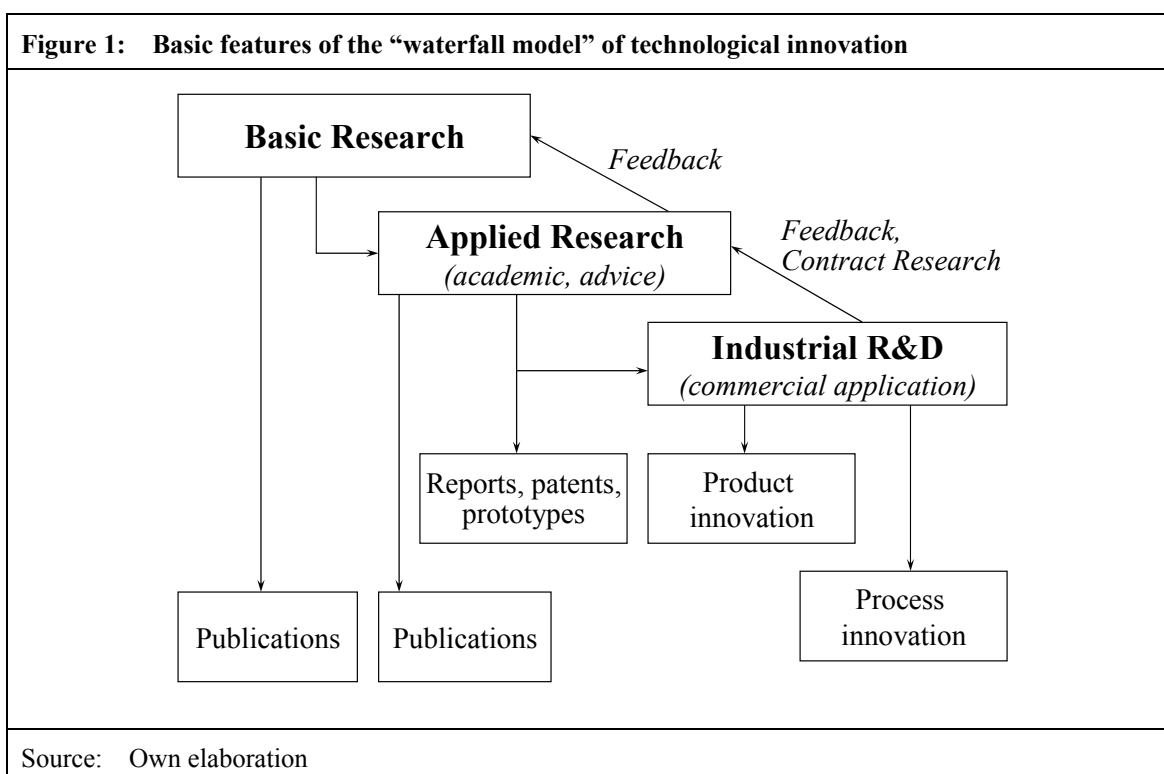 Figure 1: Basic features of the “waterfall model” of technological innovation
Basic Research
Feedback
Applied Research
(academic, advice)
Feedback,
Contract Research
Industrial R&D
(commercial application)
Reports, patents,
prototypes
Product
innovation
Publications
Publications
Process
innovation
Source: Own elaboration